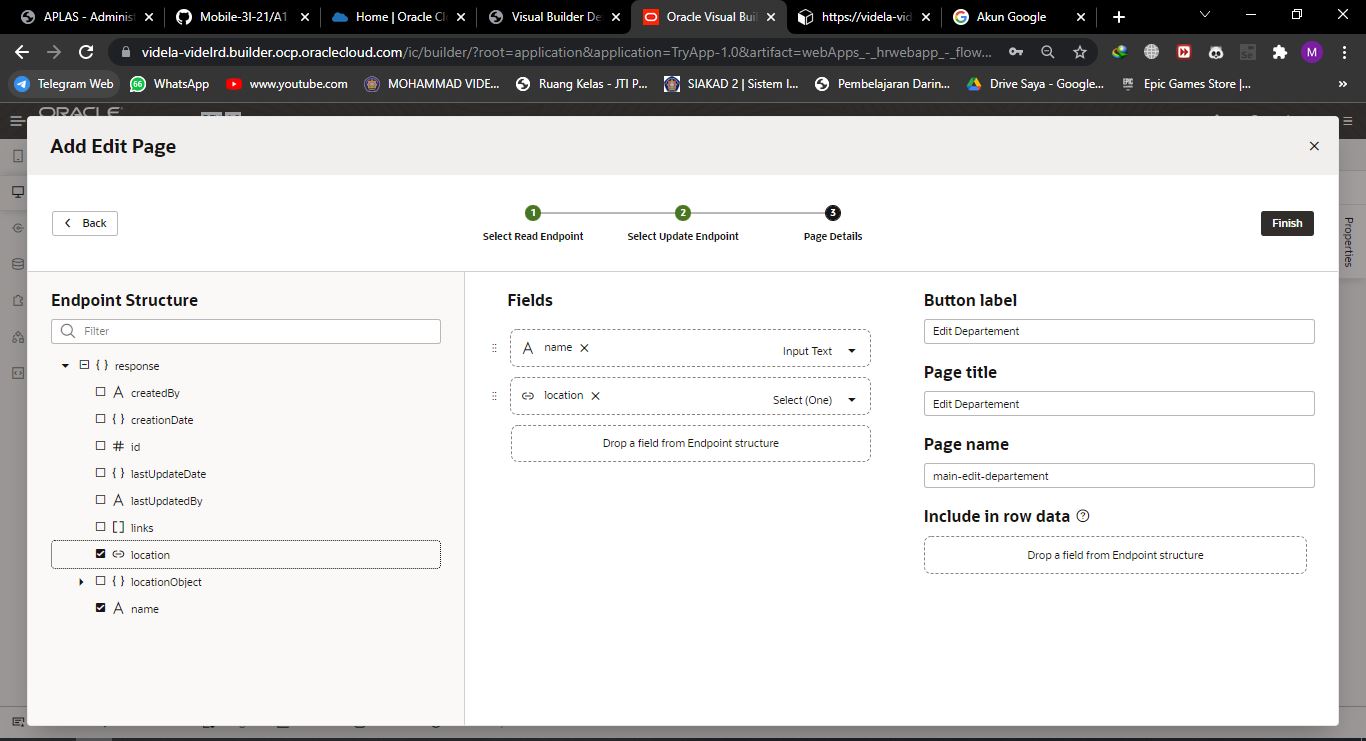 APLAS - Adminis
Mobile-3I-21/A1
Home | Oracle Cl
Visual Builder De
Oracle Visual Buil
https://videla-vid
Akun Google
videla-videlrd.builder.ocp.oraclecloud.com/ic/builder/?root=application&application=TryApp-1.0&artifact=webApps_-_hrwebapp_-_flow...
M
Telegram Web
WhatsApp
www.youtube.com
MOHAMMAD VIDE...
Ruang Kelas - JTI P...
SIAKAD 2 | Sistem I...
Pembelajaran Darin...
Drive Saya - Google...
Epic Games Store |...
ORACLE
Add Edit Page
Back
1
2
3
Select Read Endpoint
Select Update Endpoint
Page Details
Finish
Properties
Endpoint Structure
Filter
{ } response
A createdBy
{ } creationDate
# id
{ } lastUpdateDate
A lastUpdatedBy
[ ] links
location
{ } locationObject
A name
Fields
A name Input Text
location Select (One)
Drop a field from Endpoint structure
Button label
Edit Departement
Page title
Edit Departement
Page name
main-edit-departement
Include in row data
Drop a field from Endpoint structure